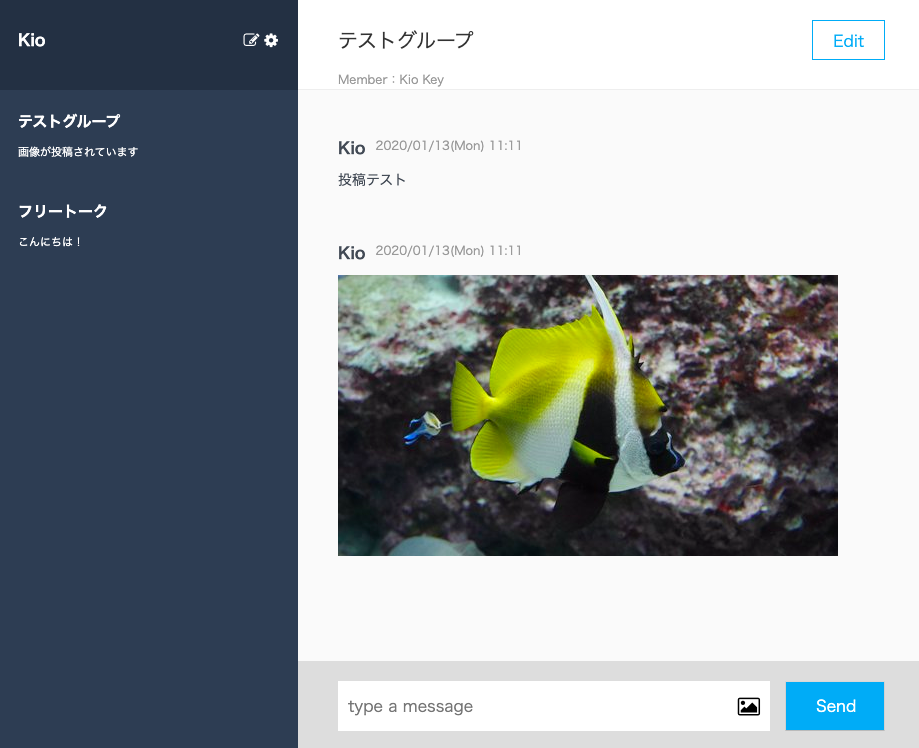 Kio
テストグループ
画像が投稿されています
フリートーク
こんにちは！
テストグループ
Edit
Member：Kio Key
Kio 2020/01/13(Mon) 11:11
投稿テスト
Kio 2020/01/13(Mon) 11:11
type a message
Send